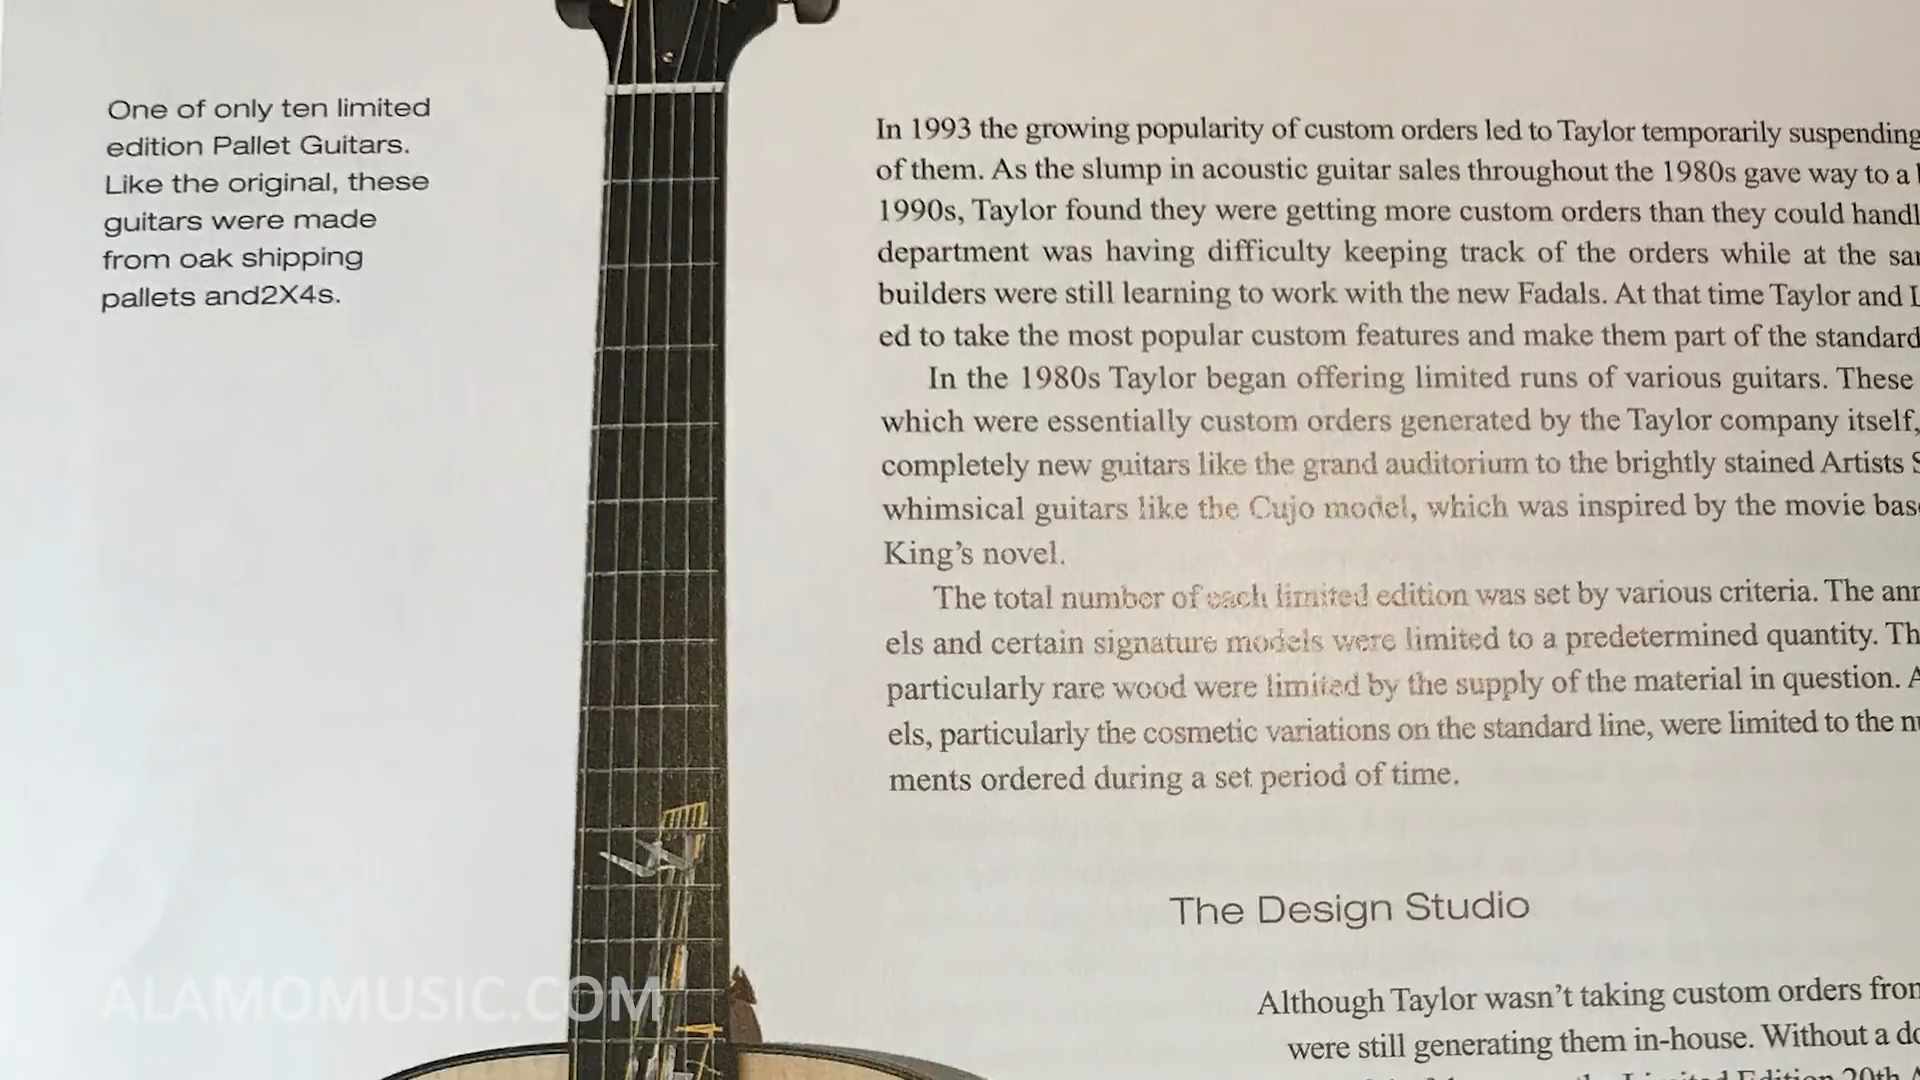 One of only ten limited
edition Pallet Guitars.
Like the original, these
guitars were made
from oak shipping
pallets and2X4s.
In 1993 the growing popularity of custom orders led to Taylor temporarily suspending
of them. As the slump in acoustic guitar sales throughout the 1980s gave way to a
1990s, Taylor found they were getting more custom orders than they could handl
department was having difficulty keeping track of the orders while at the sa
builders were still learning to work with the new Fadals. At that time Taylor and L
ed to take the most popular custom features and make them part of the standard
In the 1980s Taylor began offering limited runs of various guitars. These
which were essentially custom orders generated by the Taylor company itself,
completely new guitars like the grand auditorium to the brightly stained Artists S
whimsical guitars like the Cujo model, which was inspired by the movie bas
King's novel.
The total number of each limited edition was set by various criteria. The ann
els and certain signature models were limited to a predetermined quantity. Th
particularly rare wood were limited by the supply of the material in question. A
els, particularly the cosmetic variations on the standard line, were limited to the nu
ments ordered during a set period of time.
The Design Studio
Although Taylor wasn't taking custom orders from
were still generating them in-house. Without a do
Limited Edition 20th A
ALAMOMUSIC.COM